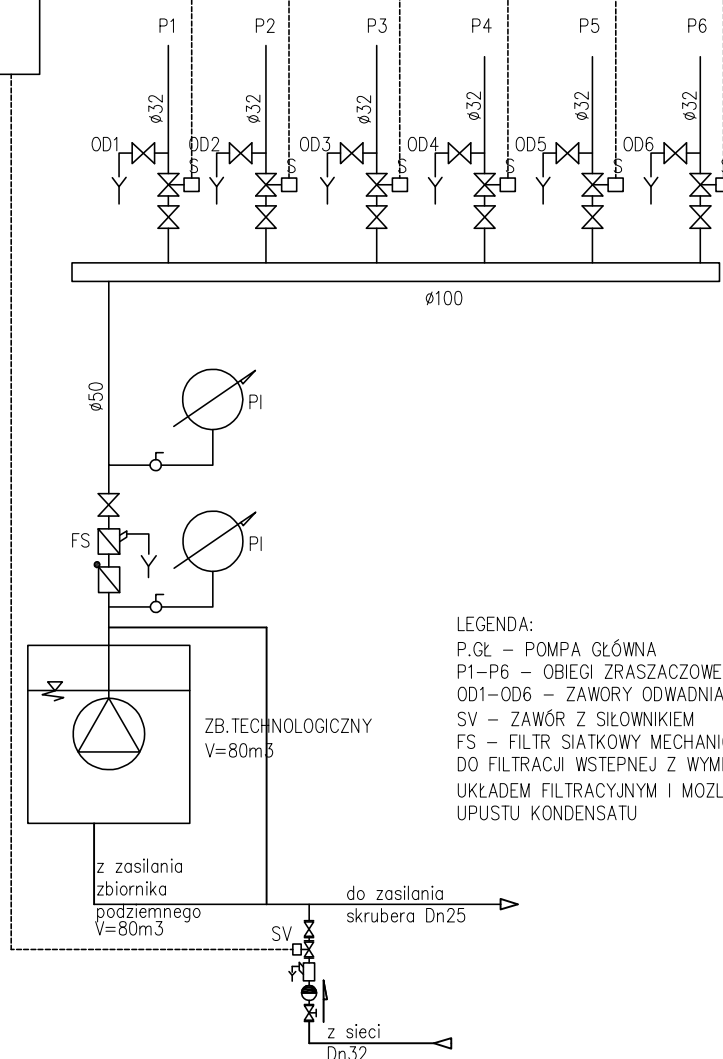 P1 P2 P3 P4 P5 P6
ø32 ø32 ø32 ø32 ø32 ø32
OD1 OD2 OD3 OD4 OD5 OD6
S S S S S
ø100
ø50
PI
FS
PI
LEGENDA:
P.GŁ – POMPA GŁÓWNA
P1–P6 – OBIEGI ZRASZACZOWE
OD1–OD6 – ZAWORY ODWADNIA
SV – ZAWÓR Z SIŁOWNIKIEM
FS – FILTR SIATKOWY MECHANI
DO FILTRACJI WSTEPNEJ Z WYMI
UKŁADEM FILTRACYJNYM I MOZL
UPUSTU KONDENSATU
ZB.TECHNOLOGICZNY
V=80m3
z zasilania
zbiornika
podziemnego
V=80m3
do zasilania
skrubera Dn25
SV
z sieci
Dn32